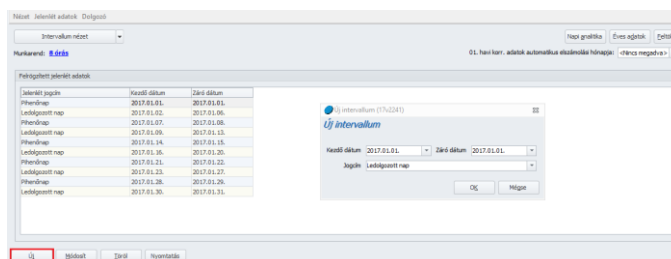 Nézet Jelenlét adatok Dolgozó
Intervallum nézet
Napi analitika Éves adatok
Munkarend: 8 órás
01. havi korr. adatok automatikus elszámolás hónapja: <Nincs megadva>
Felrögzített jelenlét adatok
Jelenlét jogcím Kezdő dátum Záró dátum
Pihenőnap 2017.01.01. 2017.01.01.
Ledolgozott nap 2017.01.02. 2017.01.06.
Pihenőnap 2017.01.07. 2017.01.08.
Ledolgozott nap 2017.01.09. 2017.01.13.
Pihenőnap 2017.01.14. 2017.01.15.
Ledolgozott nap 2017.01.16. 2017.01.20.
Pihenőnap 2017.01.21. 2017.01.22.
Ledolgozott nap 2017.01.23. 2017.01.27.
Pihenőnap 2017.01.28. 2017.01.29.
Ledolgozott nap 2017.01.30. 2017.01.31.
Új intervallum (17v2241)
Új intervallum
Kezdő dátum 2017.01.01. Záró dátum 2017.01.01.
Jogcím Ledolgozott nap
OK Mégse
Új Módosít Töröl Nyomtatás